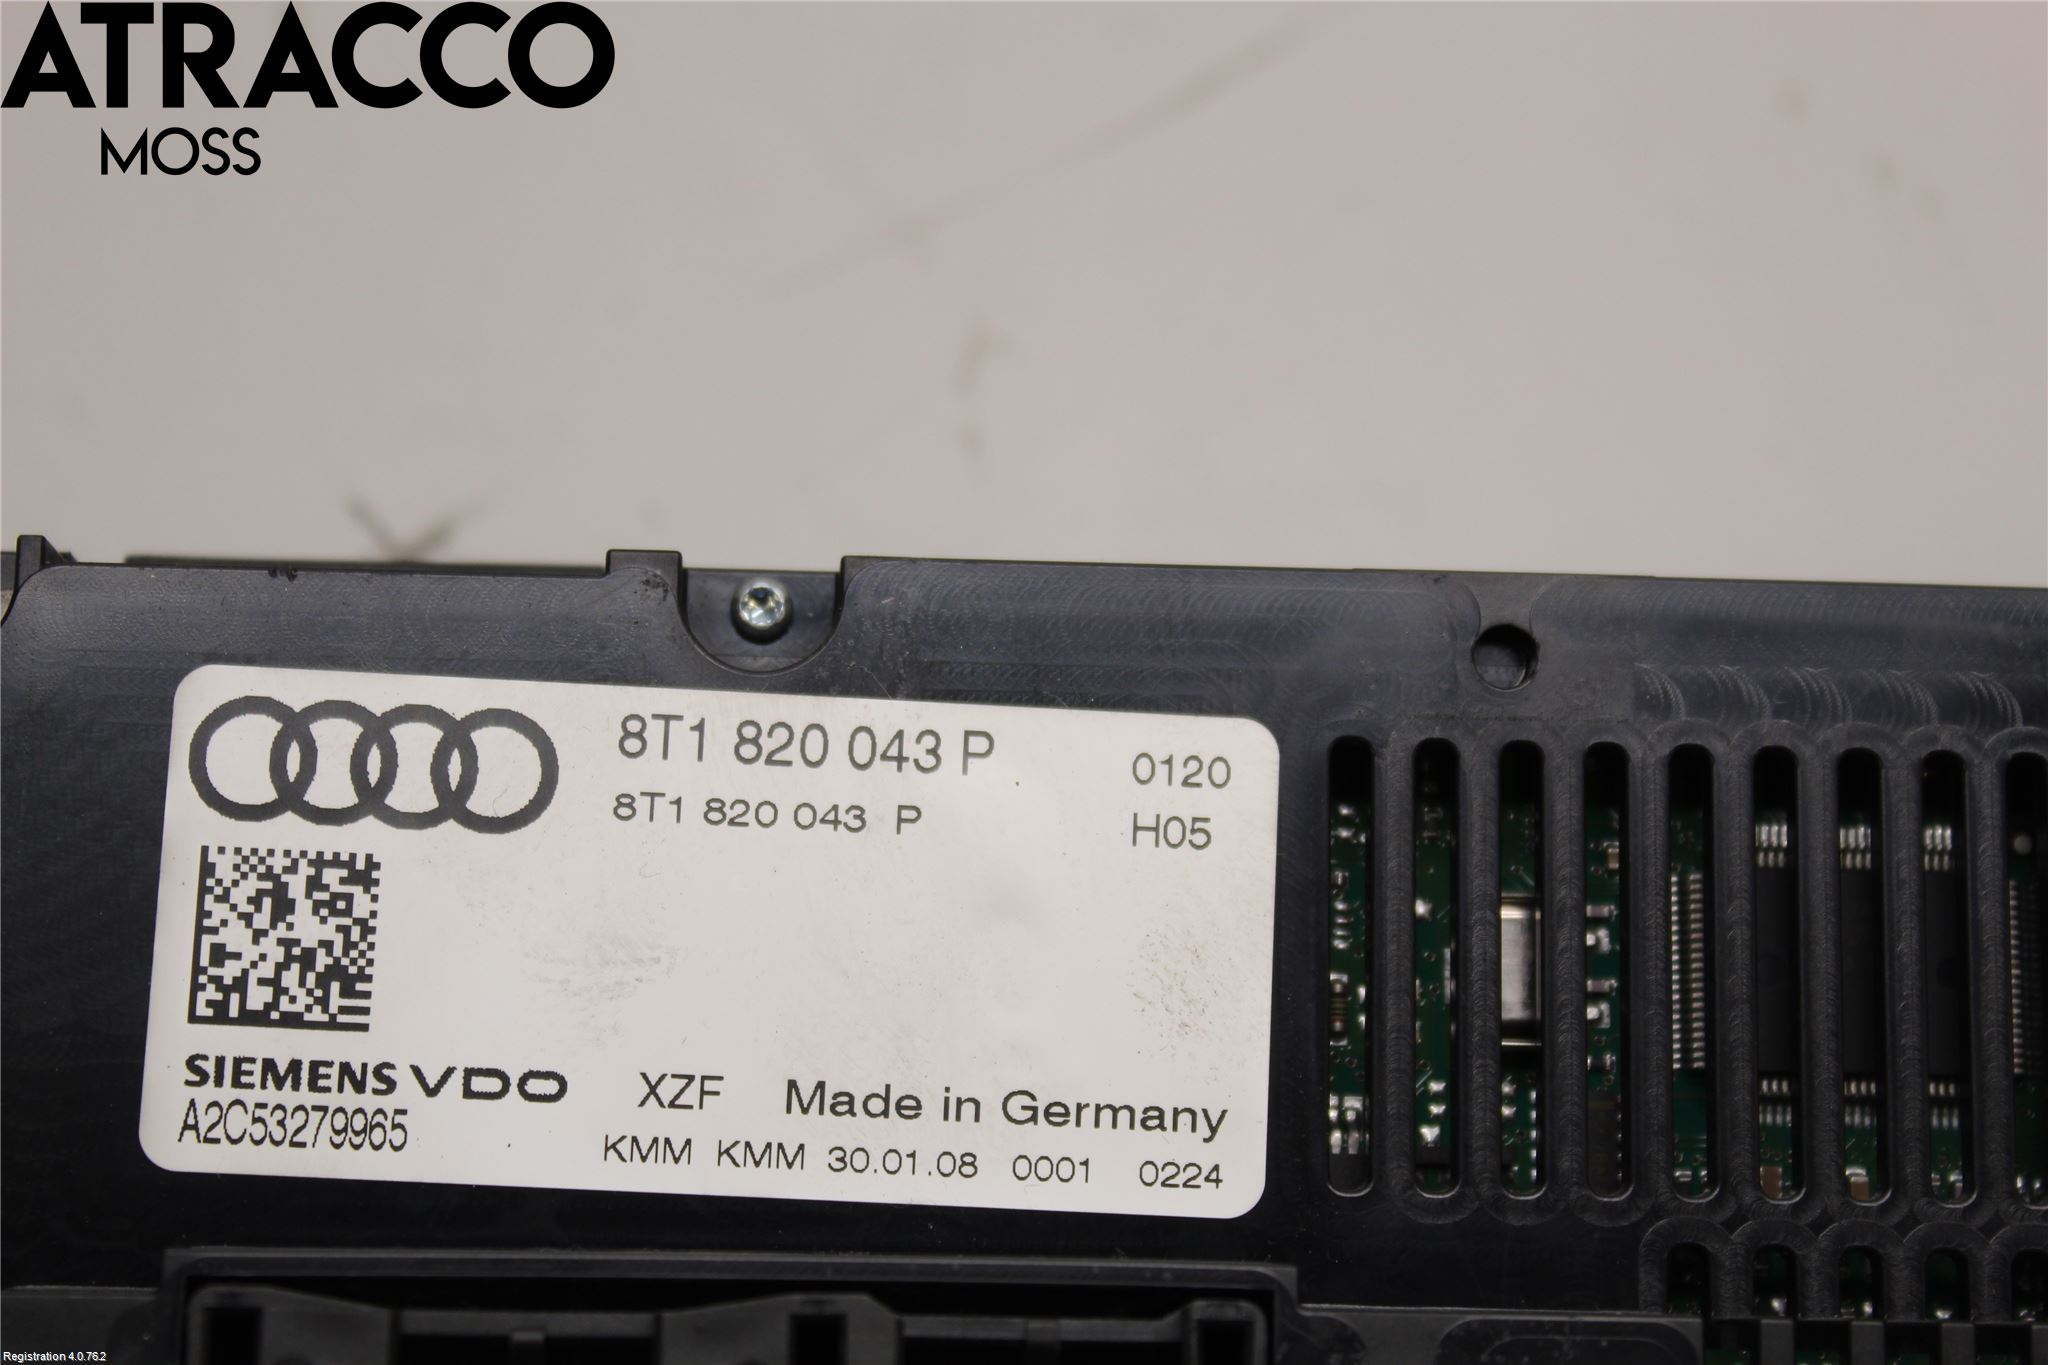 ATRACCO
MOSS
8T1 820 043 P 0120
8T1 820 043 P H05
SIEMENS VDO XZF Made in Germany
A2C53279965 KMM KMM 30.01.08 0001 0224
Registration 4.0.76.2